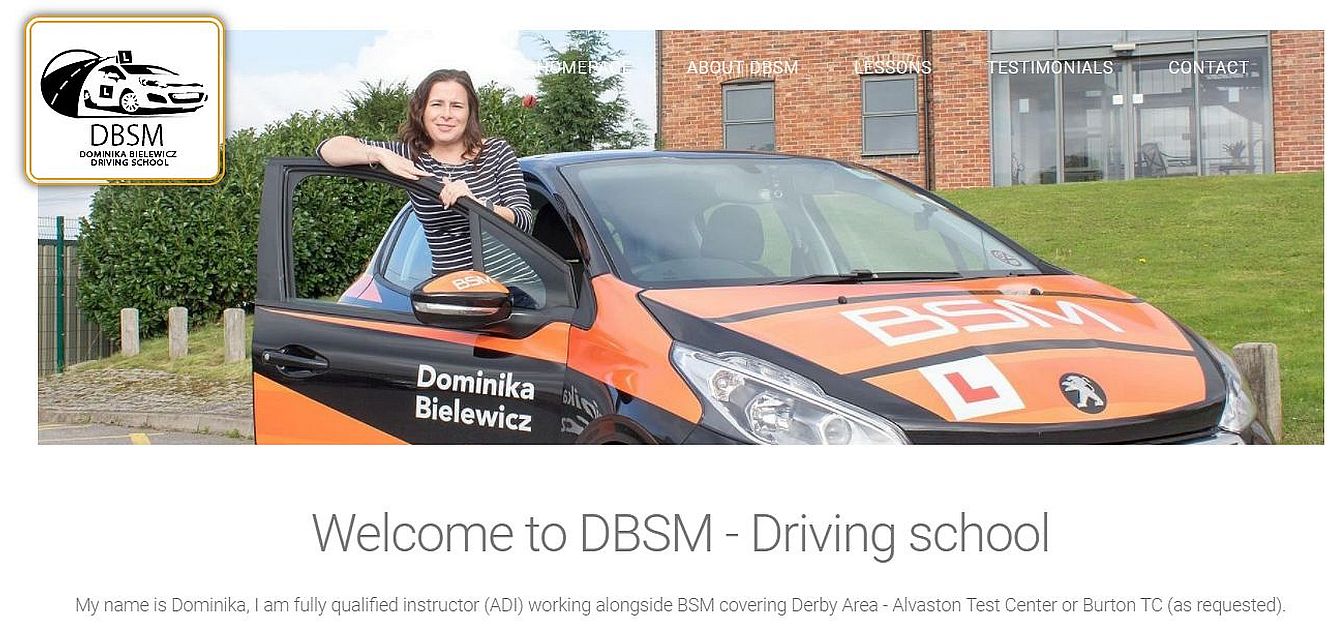 HOMEPAGE ABOUT DBSM LESSONS TESTIMONIALS CONTACT
L
L
DBSM
DOMINIKA BIELEWICZ
DRIVING SCHOOL
BSM
BSM
Dominika
Bielewicz
L
Welcome to DBSM - Driving school
My name is Dominika, I am fully qualified instructor (ADI) working alongside BSM covering Derby Area - Alvaston Test Center or Burton TC (as requested).